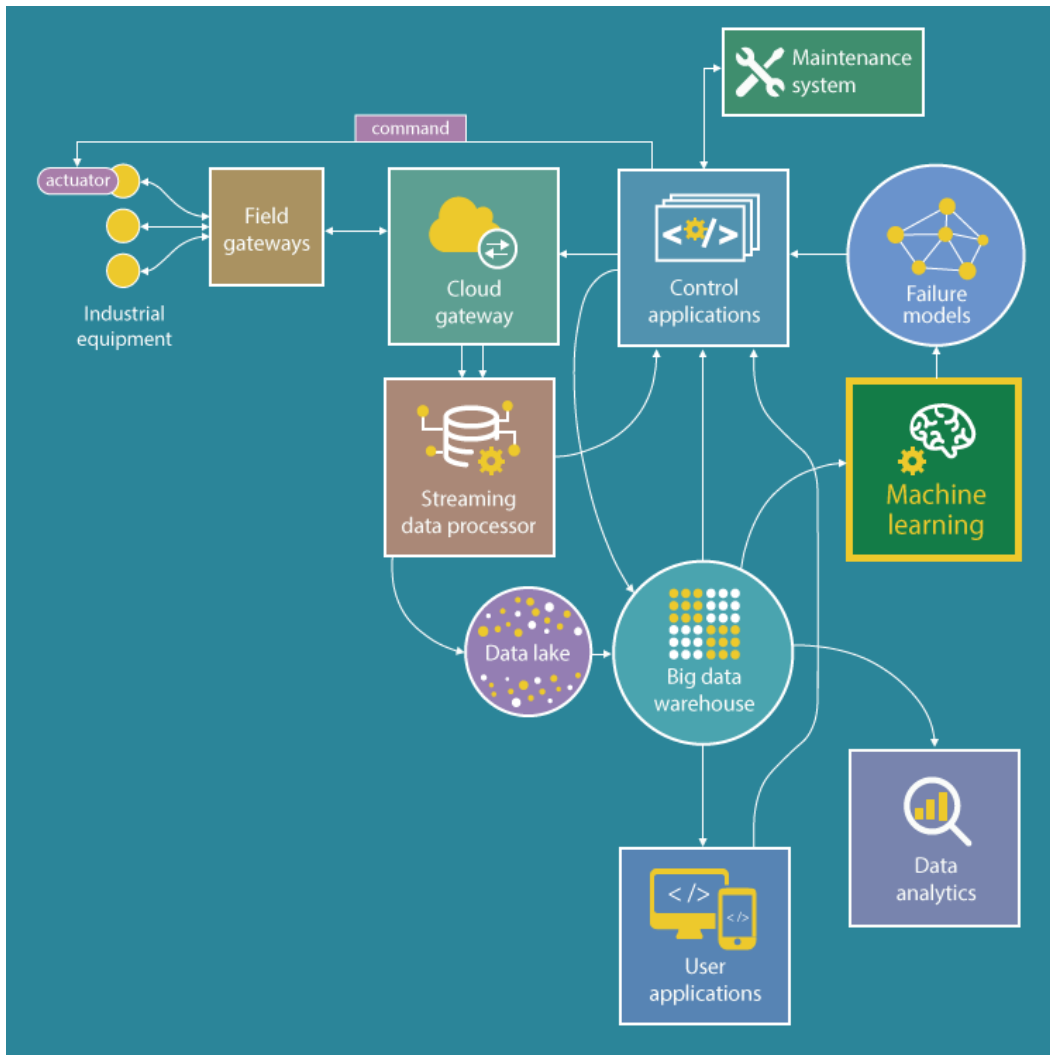 Maintenance
system
command
actuator
Field
gateways
Industrial
equipment
Cloud
gateway
</>
Control
applications
Failure
models
Streaming
data processor
Machine
learning
Data lake
Big data
warehouse
Data
analytics
</>
</>
User
applications